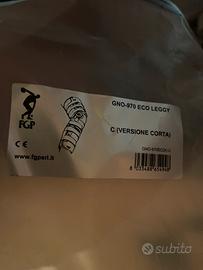 GNO-970 ECO LEGGY
FGP
C (VERSIONE CORTA)
CE
www.fgpsrl.it
subito